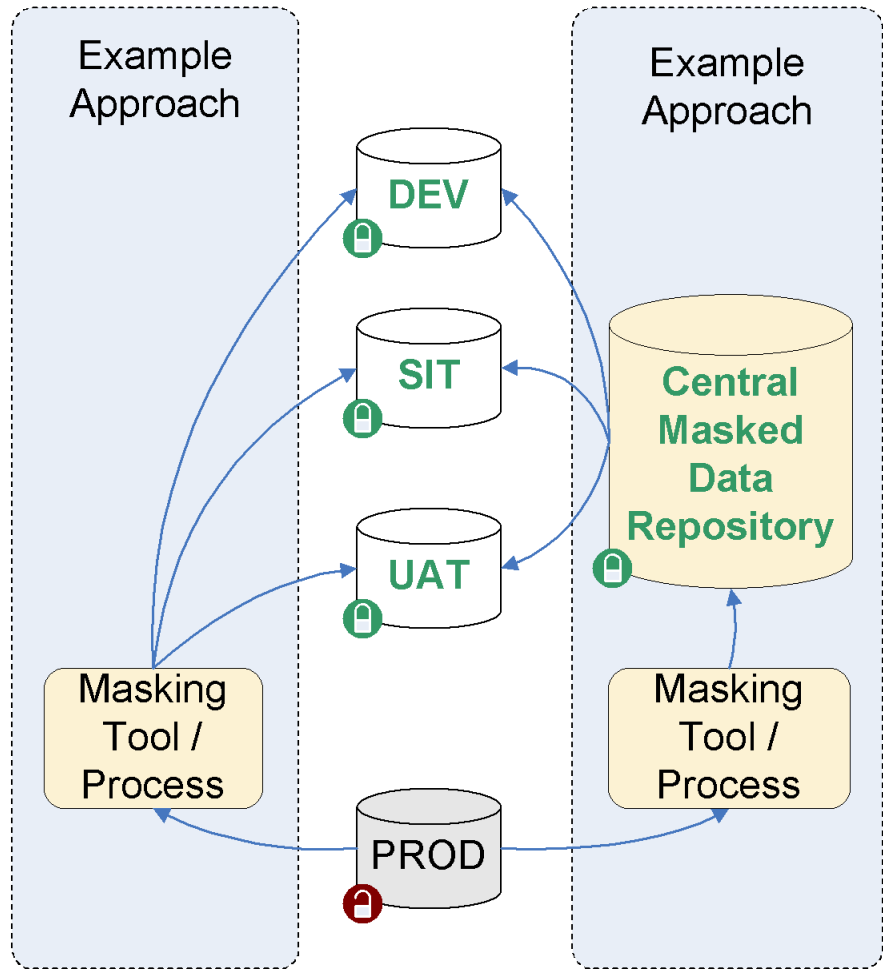 Example
Approach
Example
Approach
DEV
SIT
UAT
Central
Masked
Data
Repository
Masking
Tool /
Process
Masking
Tool /
Process
PROD